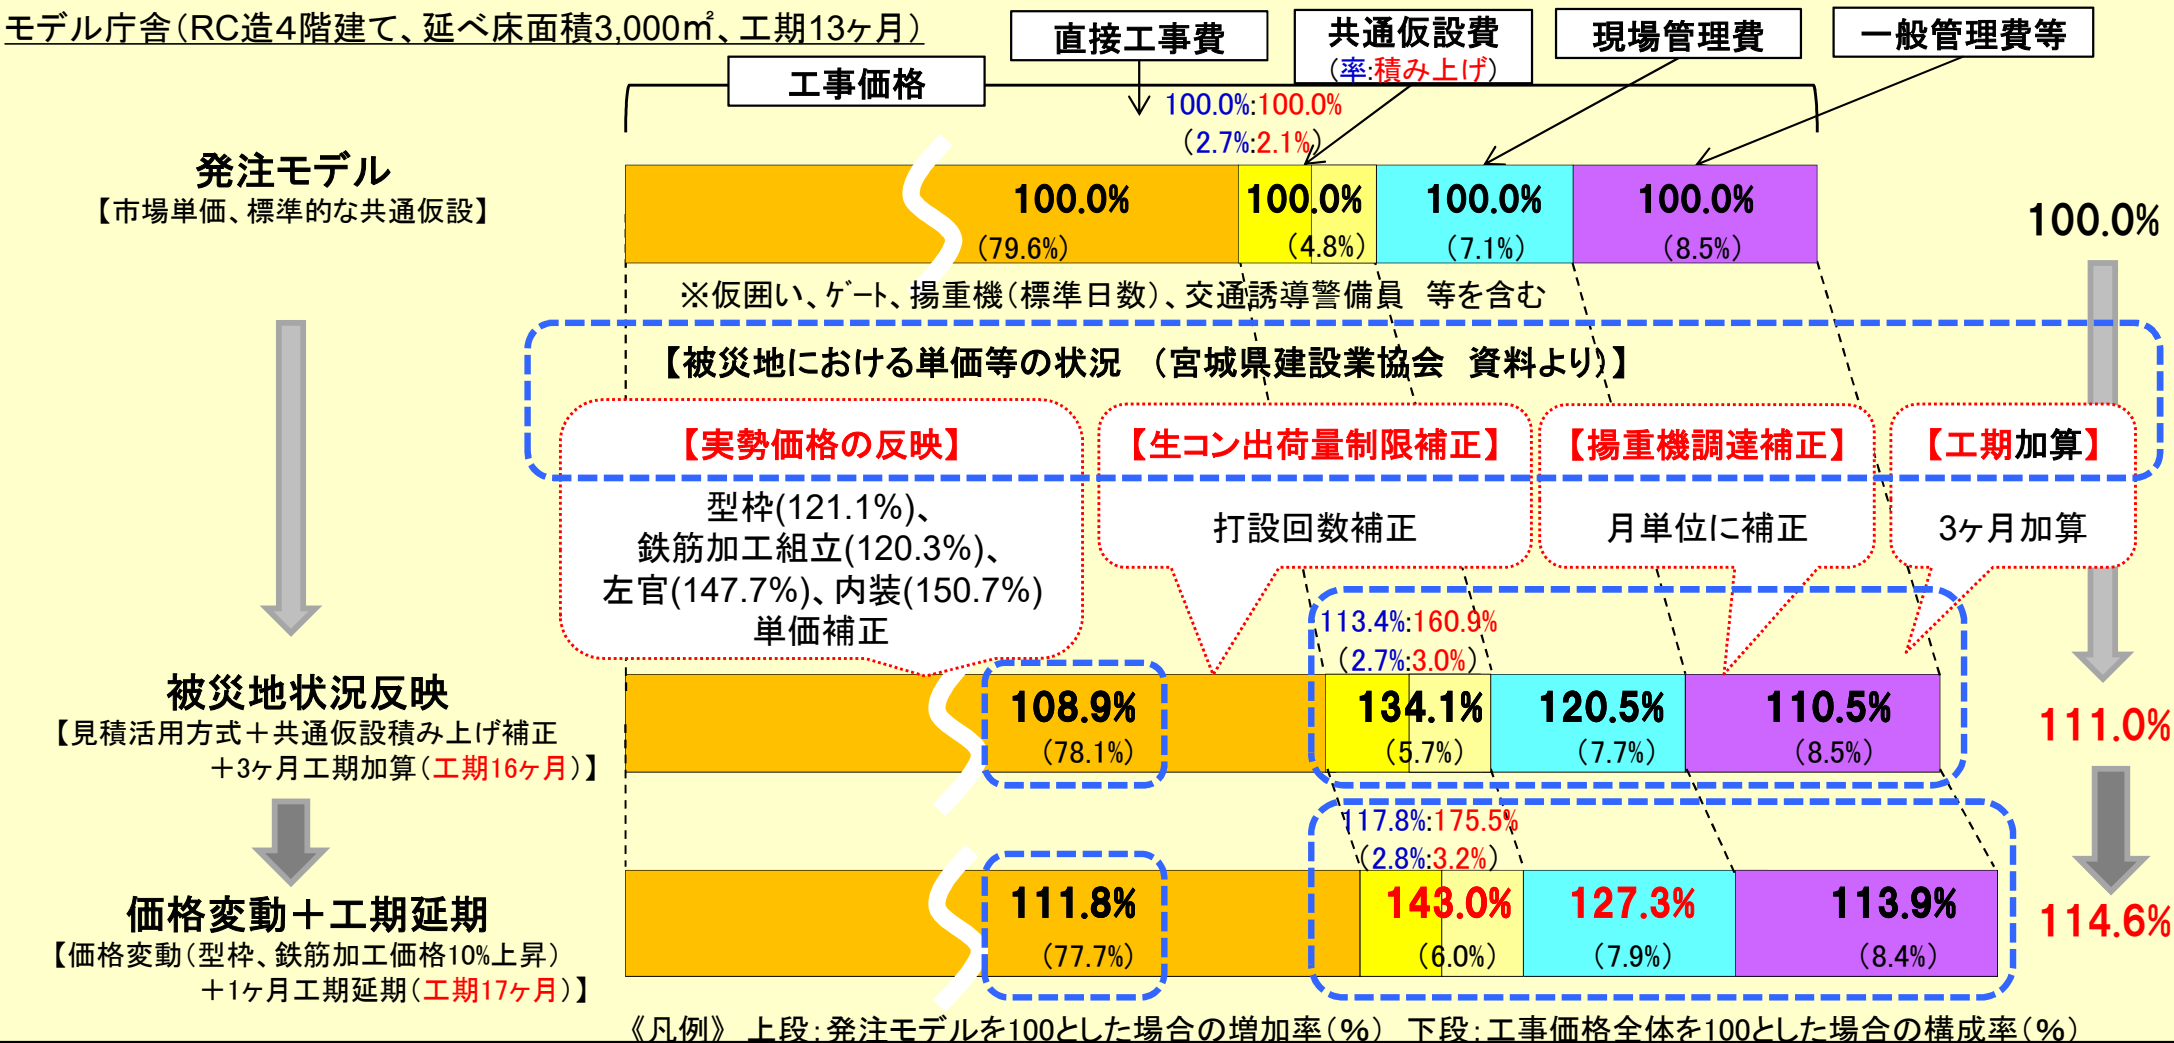 モデル庁舎(RC造4階建て、延べ床面積3,000㎡、工期13ヶ月)
直接工事費
共通仮設費
(率:積み上げ)
現場管理費
一般管理費等
工事価格
100.0%:100.0%
(2.7%:2.1%)
発注モデル
【市場単価、標準的な共通仮設】
100.0%
(79.6%)
100.0%
(4.8%)
100.0%
(7.1%)
100.0%
(8.5%)
100.0%
※仮囲い、ゲート、揚重機(標準日数)、交通誘導警備員 等を含む
【被災地における単価等の状況 (宮城県建設業協会 資料より)】
【実勢価格の反映】
型枠(121.1%)、
鉄筋加工組立(120.3%)、
左官(147.7%)、内装(150.7%)
単価補正
【生コン出荷量制限補正】
打設回数補正
【揚重機調達補正】
月単位に補正
【工期加算】
3ヶ月加算
113.4%:160.9%
(2.7%:3.0%)
被災地状況反映
【見積活用方式+共通仮設積み上げ補正
+3ヶ月工期加算(工期16ヶ月)】
108.9%
(78.1%)
134.1%
(5.7%)
120.5%
(7.7%)
110.5%
(8.5%)
111.0%
117.8%:175.5%
(2.8%:3.2%)
価格変動+工期延期
【価格変動(型枠、鉄筋加工価格10%上昇)
+1ヶ月工期延期(工期17ヶ月)】
111.8%
(77.7%)
143.0%
(6.0%)
127.3%
(7.9%)
113.9%
(8.4%)
114.6%
《凡例》 上段:発注モデルを100とした場合の増加率(%) 下段:工事価格全体を100とした場合の構成率(%)